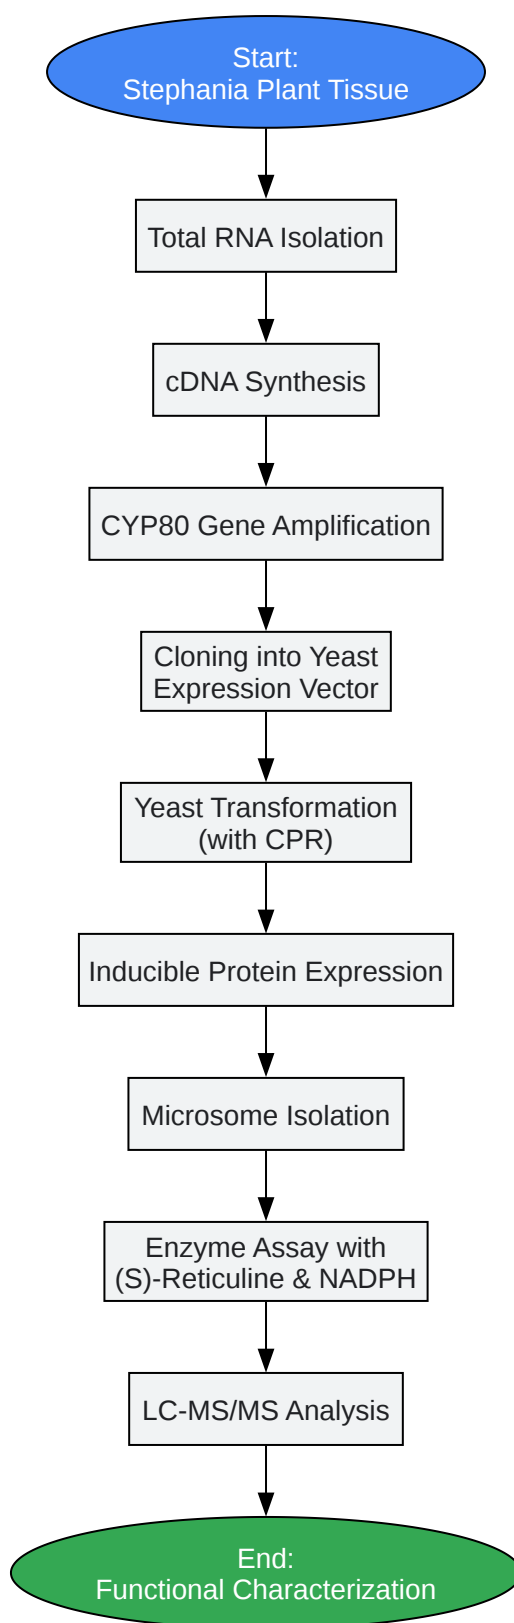 Start:
Stephania Plant Tissue
Total RNA Isolation
cDNA Synthesis
CYP80 Gene Amplification
Cloning into Yeast
Expression Vector
Yeast Transformation
(with CPR)
Inducible Protein Expression
Microsome Isolation
Enzyme Assay with
(S)-Reticuline & NADPH
LC-MS/MS Analysis
End:
Functional Characterization